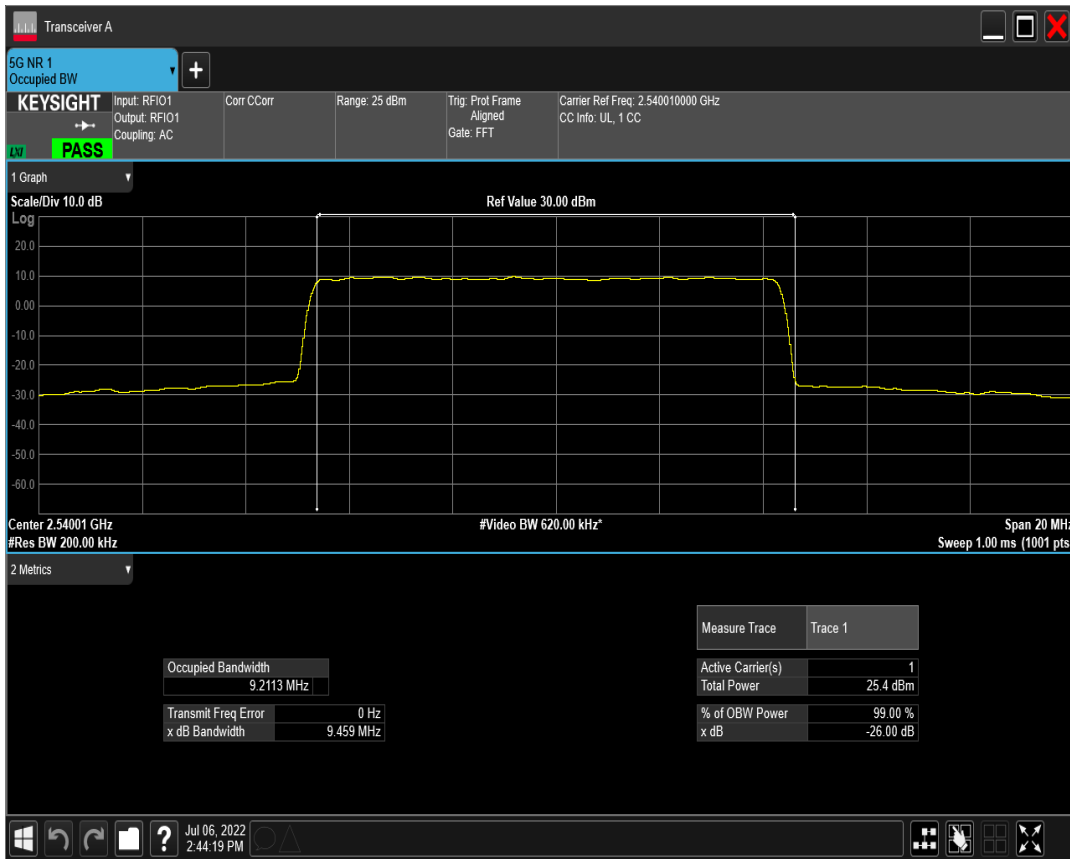 Transceiver A
5G NR 1
Occupied BW
+
KEYSIGHT
LXI
PASS
Input: RFIO1
Output: RFIO1
Coupling: AC
Corr CCorr
Range: 25 dBm
Trig: Prot Frame
Aligned
Gate: FFT
Carrier Ref Freq: 2.540010000 GHz
CC Info: UL, 1 CC
1 Graph
Scale/Div 10.0 dB
Ref Value 30.00 dBm
Log
20.0
10.0
0.00
-10.0
-20.0
-30.0
-40.0
-50.0
-60.0
Center 2.54001 GHz
#Video BW 620.00 kHz*
Span 20 MHz
#Res BW 200.00 kHz
Sweep 1.00 ms (1001 pts
2 Metrics
Measure Trace Trace 1
Occupied Bandwidth
9.2113 MHz
Active Carrier(s) 1
Total Power 25.4 dBm
Transmit Freq Error 0 Hz
x dB Bandwidth 9.459 MHz
% of OBW Power 99.00 %
x dB -26.00 dB
?
Jul 06, 2022
2:44:19 PM